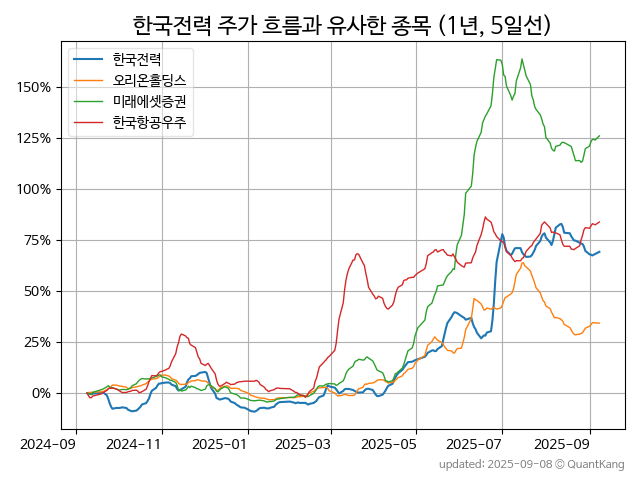 한국전력 주가 흐름과 유사한 종목 (1년, 5일선)
한국전력
오리온홀딩스
미래에셋증권
한국항공우주
150%
125%
100%
75%
50%
25%
0%
2024-09
2024-11
2025-01
2025-03
2025-05
2025-07
2025-09
updated: 2025-09-08 © QuantKang